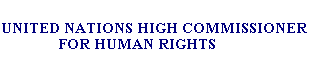 UNITED NATIONS HIGH COMMISSIONER
FOR HUMAN RIGHTS